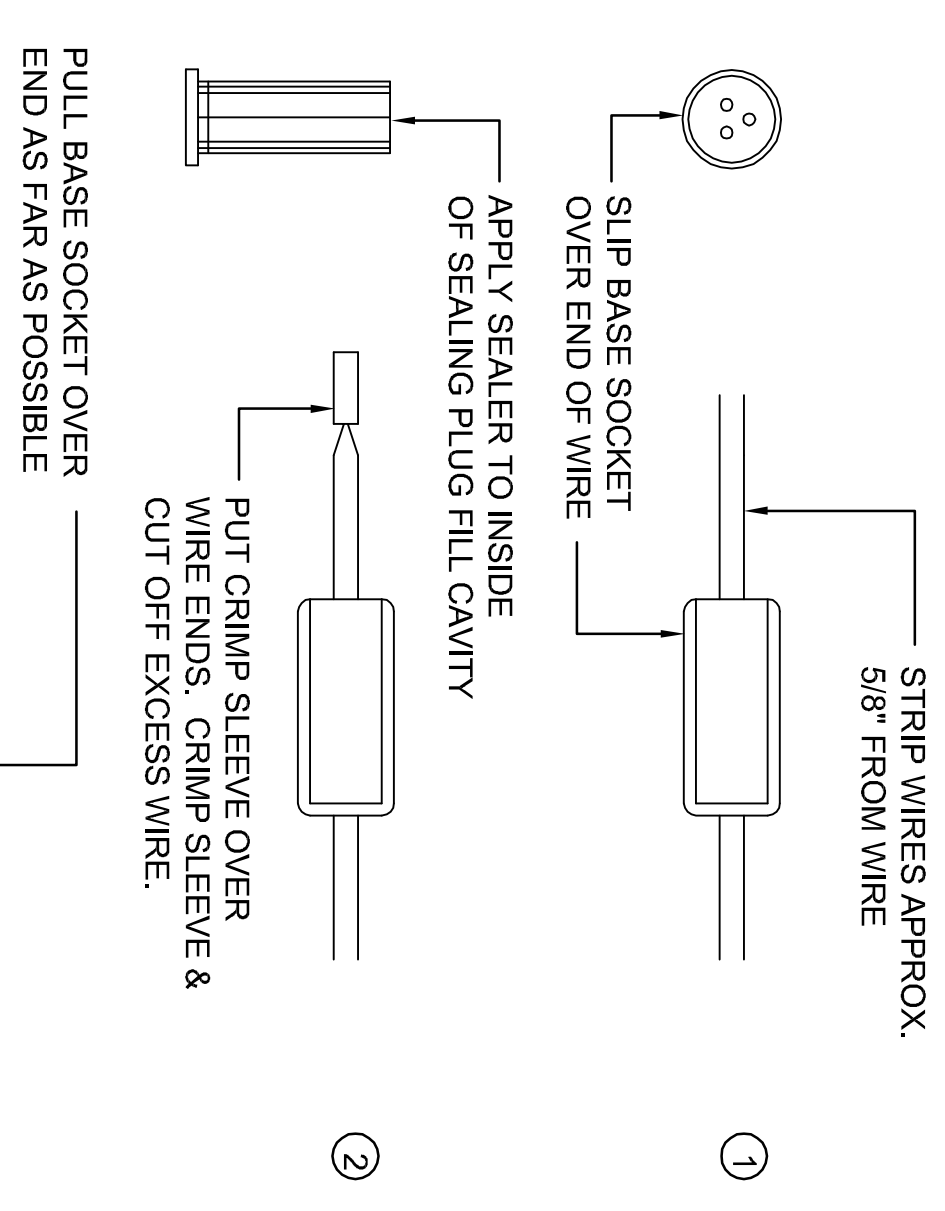 STRIP WIRES APPROX.
5/8" FROM WIRE
SLIP BASE SOCKET
OVER END OF WIRE
1
APPLY SEALER TO INSIDE
OF SEALING PLUG FILL CAVITY
PUT CRIMP SLEEVE OVER
WIRE ENDS. CRIMP SLEEVE &
CUT OFF EXCESS WIRE.
2
PULL BASE SOCKET OVER
END AS FAR AS POSSIBLE